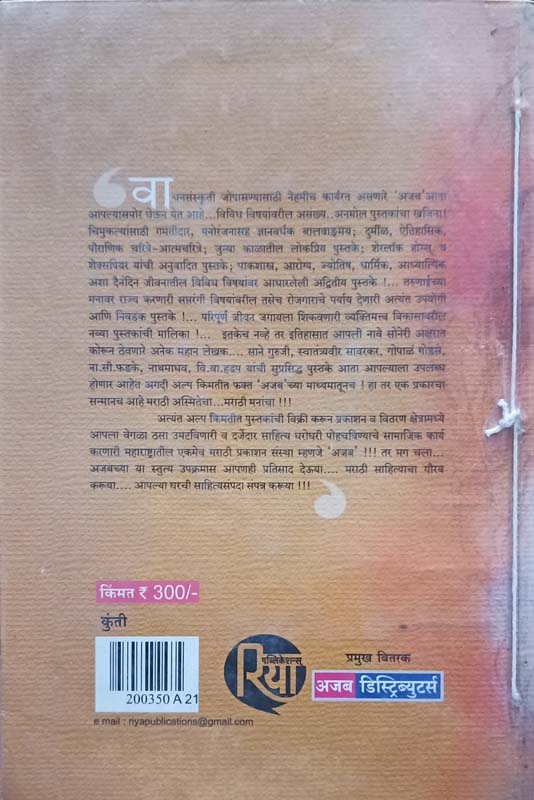 वाचनसंस्कृती जोपासण्यासाठी नेहमीच कार्यरत असणारे 'अजब'आता
आपल्यासमोर घेऊन येत आहे...विविध विषयांवरील असंख्य..अनमोल पुस्तकांचा खजिना!
चिमुकल्यांसाठी गमतीदार, मनोरंजनासह ज्ञानवर्धक बालवाङमय; दुर्मीळ, ऐतिहासिक,
पौराणिक चरित्रे-आत्मचरित्रे; जुन्या काळातील लोकप्रिय पुस्तके; शेरलॉक होम्स् व
शेक्सपियर यांची अनुवादित पुस्तके; पाकशास्त्र, आरोग्य, ज्योतिष, धार्मिक, आध्यात्मिक
अशा दैनंदिन जीवनातील विविध विषयांवर आधारलेली अद्वितीय पुस्तके !... तरुणाईच्या
मनावर राज्य करणारी सप्तरंगी विषयांवरील तसेच रोजगाराचे पर्याय देणारी अत्यंत उपयोगी
आणि निवडक पुस्तके !... परिपूर्ण जीवन जगायला शिकवणारी व्यक्तिमत्त्व विकासावरील
नव्या पुस्तकांची मालिका !... इतकेच नव्हे तर इतिहासात आपली नावे सोनेरी अक्षरात
कोरून ठेवणारे अनेक महान लेखक.... साने गुरुजी, स्वातंत्र्यवीर सावरकर, गोपाळ गोडसे,
ना.सी.फडके, नाथमाधव, वि.वा.हडप यांची सुप्रसिद्ध पुस्तके आता आपल्याला उपलब्ध
होणार आहेत अगदी अल्प किमतीत फक्त 'अजब'च्या माध्यमातूनच ! हा तर एक प्रकारचा
सन्मानच आहे मराठी अस्मितेचा...मराठी मनांचा !!!
अत्यंत अल्प किमतीत पुस्तकांची विक्री करून प्रकाशन व वितरण क्षेत्रामध्ये
आपला वेगळा ठसा उमटविणारी व दर्जेदार साहित्य घरोघरी पोहचविण्याचे सामाजिक कार्य
करणारी महाराष्ट्रातील एकमेव मराठी प्रकाशन संस्था म्हणजे 'अजब' !!! तर मग चला...
अजबच्या या स्तुत्य उपक्रमास आपणही प्रतिसाद देऊया.... मराठी साहित्याचा गौरव
करूया.... आपल्या घरची साहित्यसंपदा संपन्न करूया !!!
किंमत ₹ 300/-
कुंती
200350 A 21
e mail : riyapublications@gmail.com
पब्लिकेशन्स्
रिया
प्रमुख वितरक
अजब डिस्ट्रिब्युटर्स